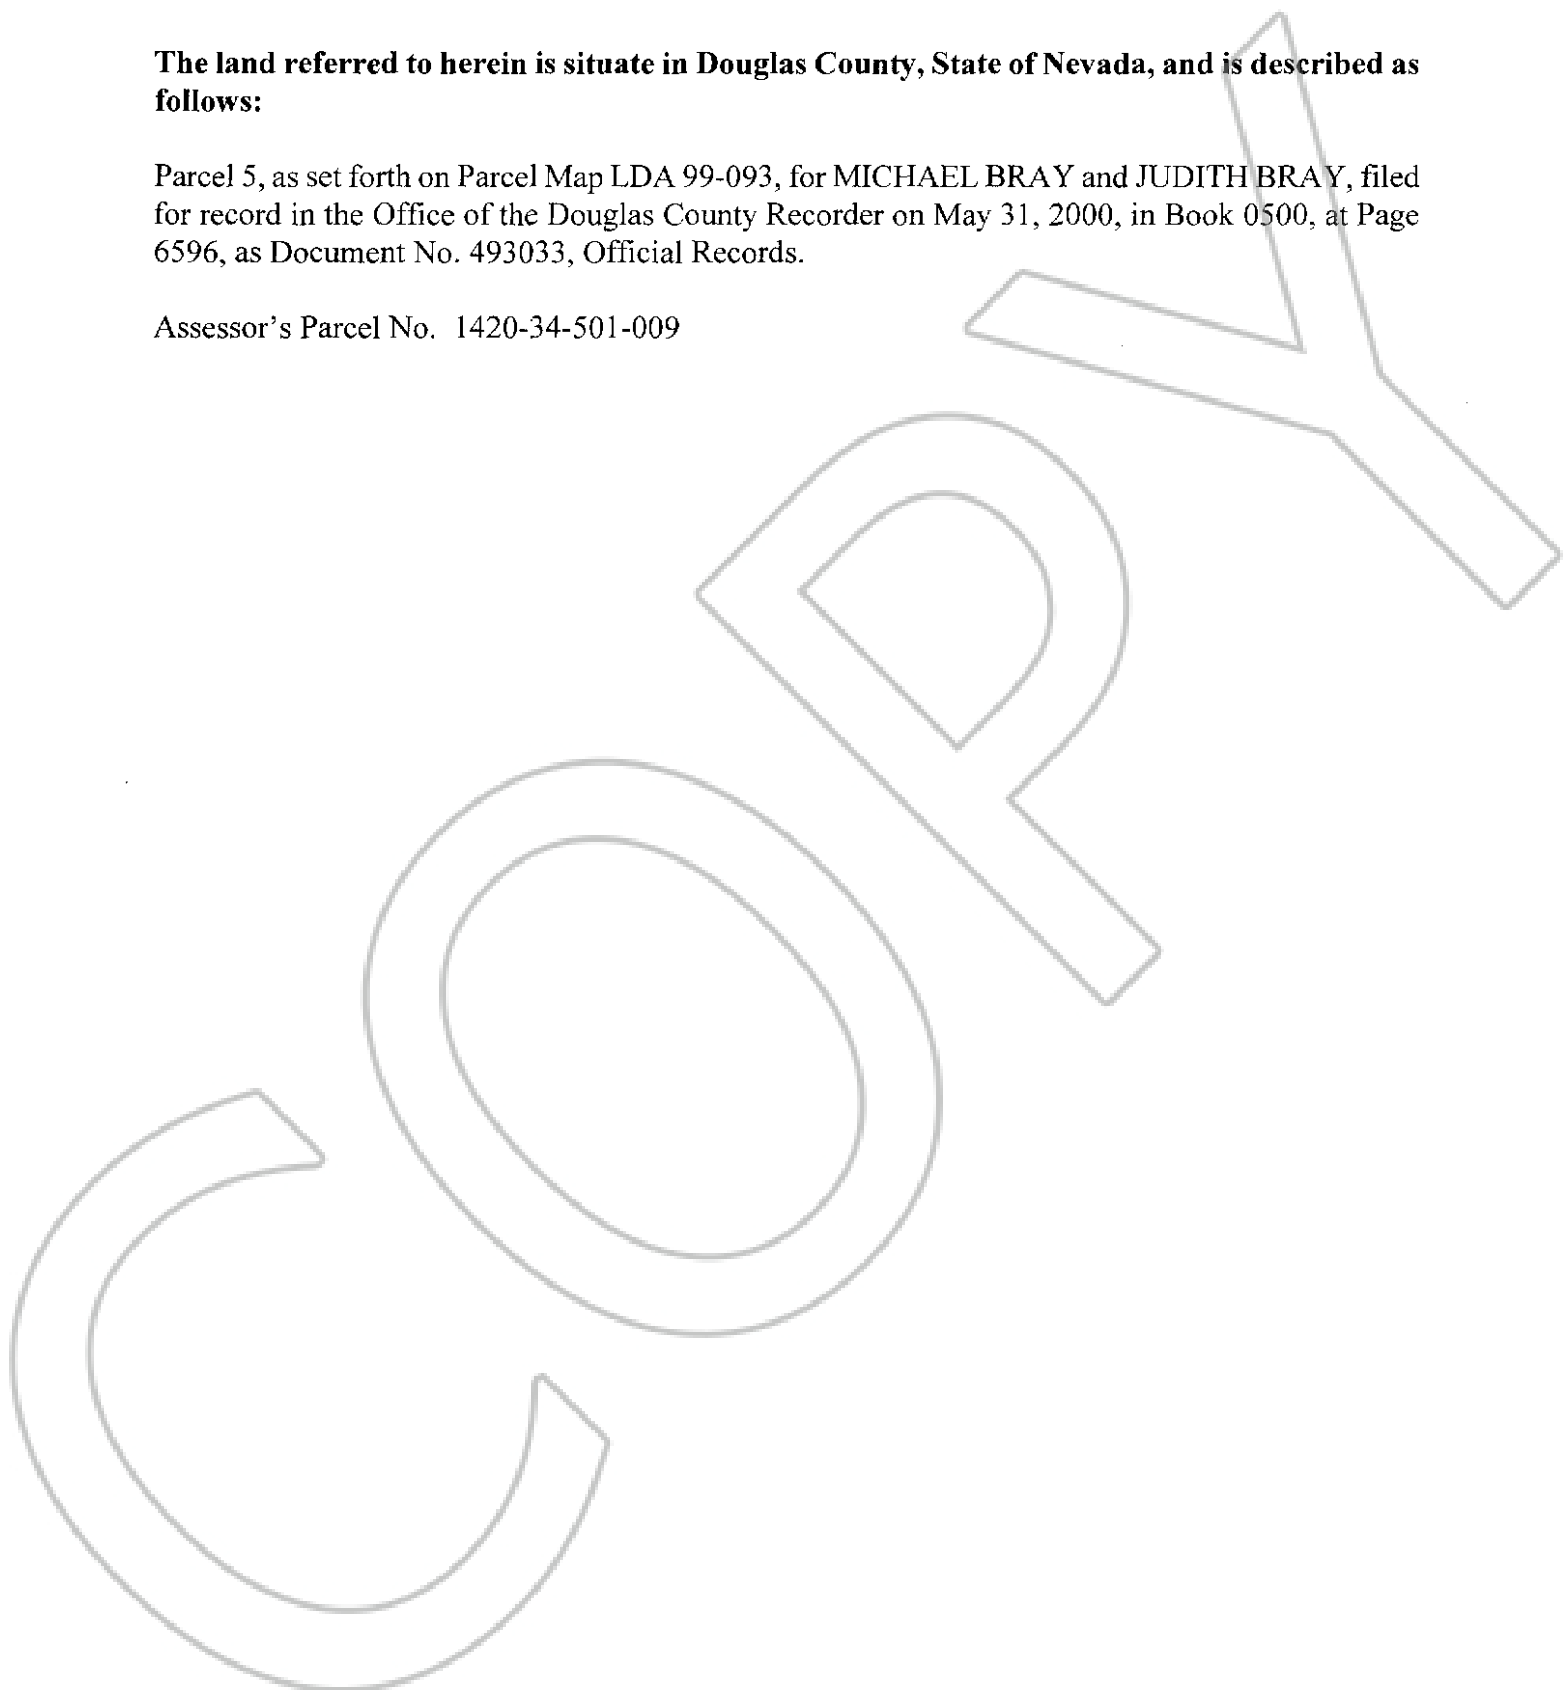 The land referred to herein is situate in Douglas County, State of Nevada, and is described as
follows:
Parcel 5, as set forth on Parcel Map LDA 99-093, for MICHAEL BRAY and JUDITH BRAY, filed
for record in the Office of the Douglas County Recorder on May 31, 2000, in Book 0500, at Page
6596, as Document No. 493033, Official Records.
Assessor's Parcel No. 1420-34-501-009
COPY